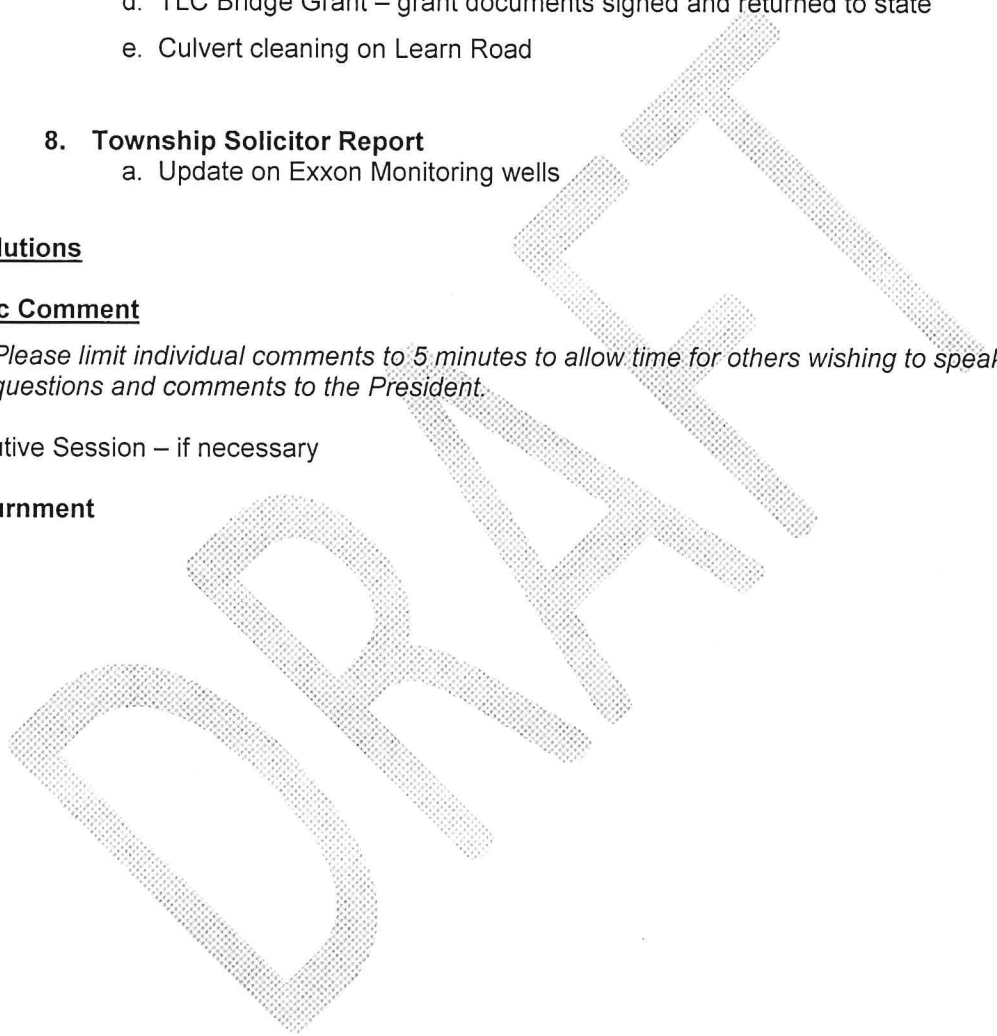 d. TLC Bridge Grant – grant documents signed and returned to state
e. Culvert cleaning on Learn Road
8. Township Solicitor Report
a. Update on Exxon Monitoring wells
lutions
c Comment
Please limit individual comments to 5 minutes to allow time for others wishing to speak
questions and comments to the President.
tive Session – if necessary
urnment
DRAFT